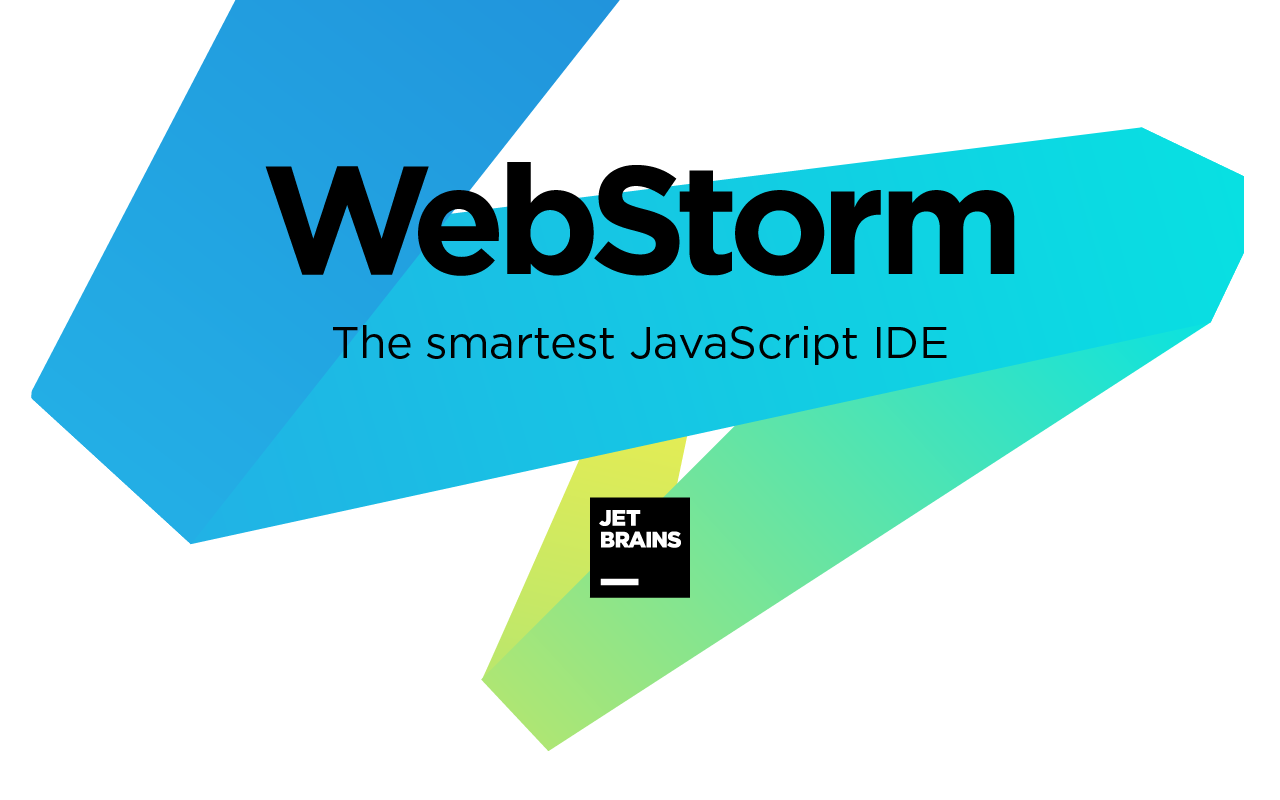 WebStorm
The smartest JavaScript IDE
JET
BRAINS